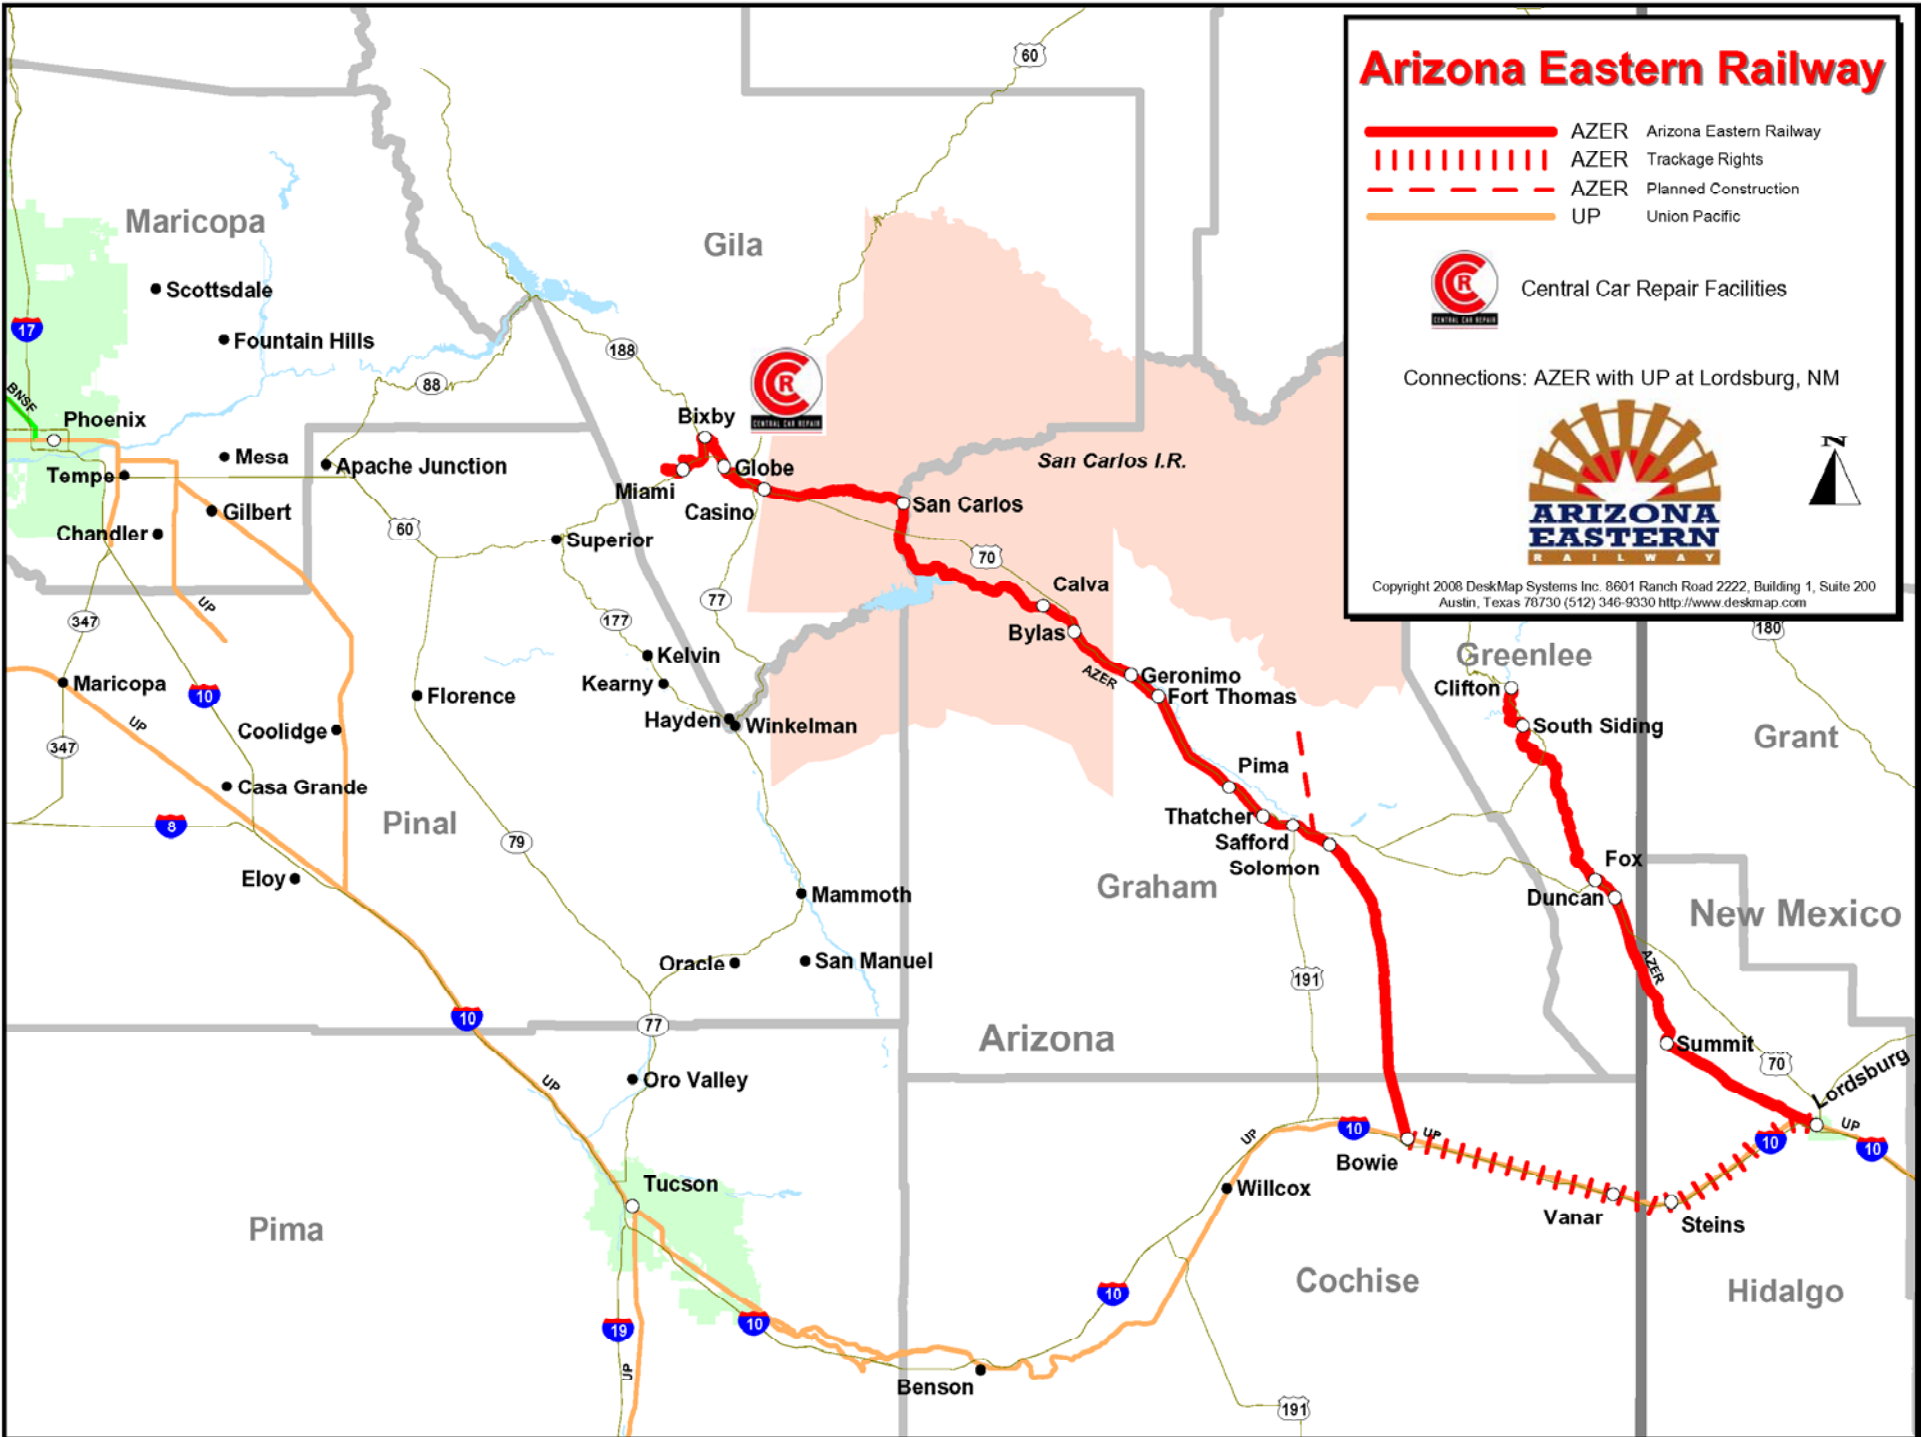 Arizona Eastern Railway
AZER Arizona Eastern Railway
AZER Trackage Rights
AZER Planned Construction
UP Union Pacific
CRC
CENTRAL CAR REPAIR
Central Car Repair Facilities
Connections: AZER with UP at Lordsburg, NM
N
ARIZONA
EASTERN
RAILWAY
Copyright 2008 DeskMap Systems Inc. 8601 Ranch Road 2222, Building 1, Suite 200
Austin, Texas 78730 (512) 346-9330 http://www.deskmap.com
60
Maricopa
Gila
Scottsdale
17
Fountain Hills
188
88
CRC
CENTRAL CAR REPAIR
BNSF
Phoenix
Bixby
Mesa
Apache Junction
Globe
San Carlos I.R.
Tempe
Miami
Casino
San Carlos
Gilbert
Chandler
60
Superior
70
Calva
UP
77
347
177
Bylas
180
Kelvin
Greenlee
AZER
Geronimo
Maricopa
10
Kearny
Clifton
Florence
Fort Thomas
UP
Hayden
Winkelman
South Siding
Coolidge
347
Grant
Pima
Casa Grande
Pinal
8
Thatcher
79
Safford
Solomon
Fox
Eloy
Graham
Mammoth
Duncan
New Mexico
Oracle
San Manuel
AZER
191
10
77
Arizona
Summit
70
Lordsburg
UP
Oro Valley
UP
10
UP
UP
10
10
Bowie
Tucson
Willcox
Vanar
Steins
Pima
Cochise
Hidalgo
10
19
10
UP
Benson
191